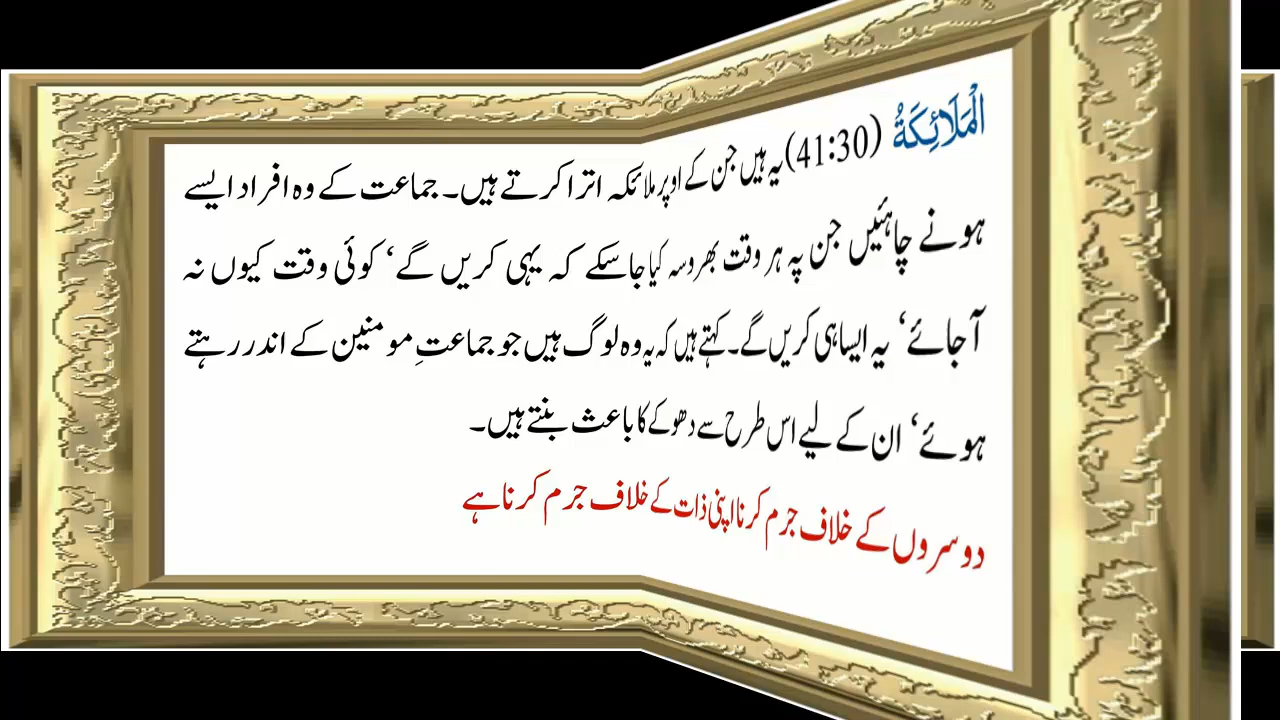 الْمَلَائِكَةُ (41:30) یہ ہیں جن کے اوپر ملائکہ اترا کرتے ہیں۔ جماعت کے وہ افراد ایسے
ہونے چاہئیں جن پہ ہر وقت بھروسہ کیا جاسکے کہ یہی کریں گے‘ کوئی وقت کیوں نہ
آجائے‘ یہ ایسا ہی کریں گے۔ کہتے ہیں کہ یہ وہ لوگ ہیں جو جماعتِ مومنین کے اندر رہتے
ہوئے‘ ان کے لیے اس طرح سے دھوکے کا باعث بنتے ہیں۔
دوسروں کے خلاف جرم کرنا اپنی ذات کے خلاف جرم کرنا ہے